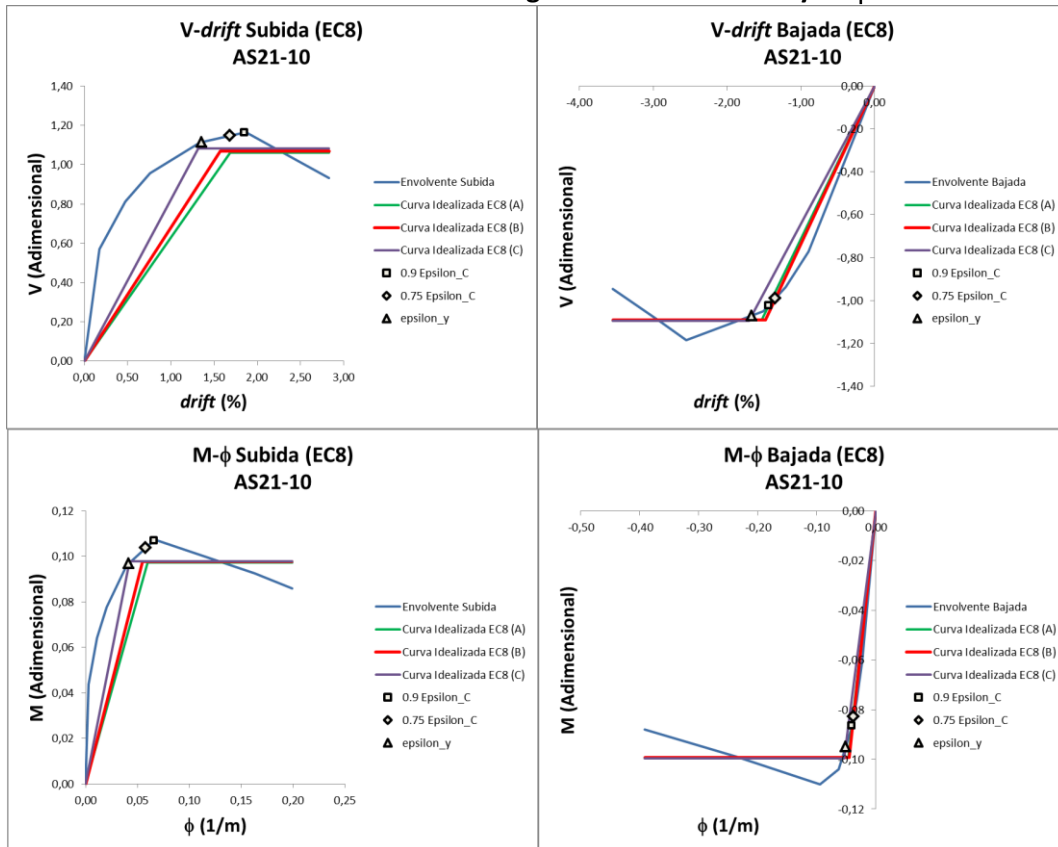 V-drift Subida (EC8)
AS21-10
1,40
1,20
1,00
0,80
0,60
0,40
0,20
0,00
0,00 0,50 1,00 1,50 2,00 2,50 3,00
V (Adimensional)
drift (%)
Envolvente Subida
Curva Idealizada EC8 (A)
Curva Idealizada EC8 (B)
Curva Idealizada EC8 (C)
0.9 Epsilon_C
0.75 Epsilon_C
epsilon_y
V-drift Bajada (EC8)
AS21-10
-4,00 -3,00 -2,00 -1,00 0,00
0,00
-0,20
-0,40
-0,60
-0,80
-1,00
-1,20
-1,40
V (Adimensional)
drift (%)
Envolvente Bajada
Curva Idealizada EC8 (A)
Curva Idealizada EC8 (B)
Curva Idealizada EC8 (C)
0.9 Epsilon_C
0.75 Epsilon_C
epsilon_y
M-ϕ Subida (EC8)
AS21-10
0,12
0,10
0,08
0,06
0,04
0,02
0,00
0,00 0,05 0,10 0,15 0,20 0,25
M (Adimensional)
ϕ (1/m)
Envolvente Subida
Curva Idealizada EC8 (A)
Curva Idealizada EC8 (B)
Curva Idealizada EC8 (C)
0.9 Epsilon_C
0.75 Epsilon_C
epsilon_y
M-ϕ Bajada (EC8)
AS21-10
-0,50 -0,40 -0,30 -0,20 -0,10 0,00
0,00
-0,02
-0,04
-0,06
-0,08
-0,10
-0,12
M (Adimensional)
ϕ (1/m)
Envolvente Bajada
Curva Idealizada EC8 (A)
Curva Idealizada EC8 (B)
Curva Idealizada EC8 (C)
0.9 Epsilon_C
0.75 Epsilon_C
epsilon_y